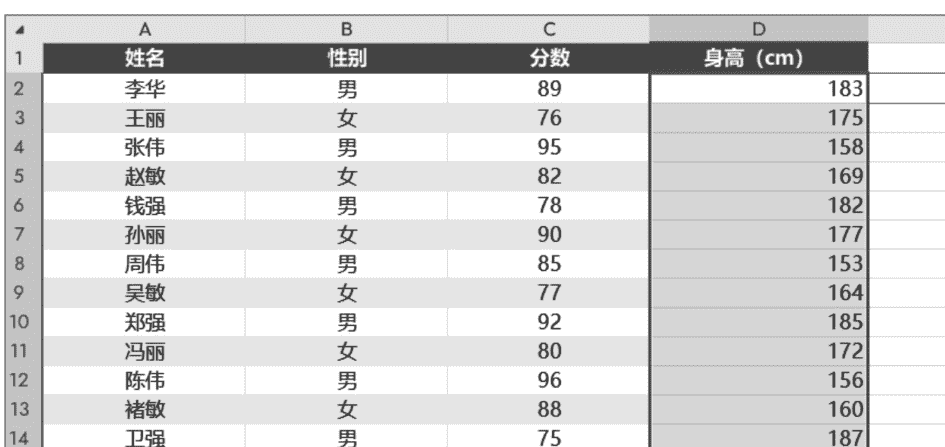 A B C D
1 姓名 性别 分数 身高（cm）
2 李华 男 89 183
3 王丽 女 76 175
4 张伟 男 95 158
5 赵敏 女 82 169
6 钱强 男 78 182
7 孙丽 女 90 177
8 周伟 男 85 153
9 吴敏 女 77 164
10 郑强 男 92 185
11 冯丽 女 80 172
12 陈伟 男 96 156
13 褚敏 女 88 160
14 卫强 男 75 187